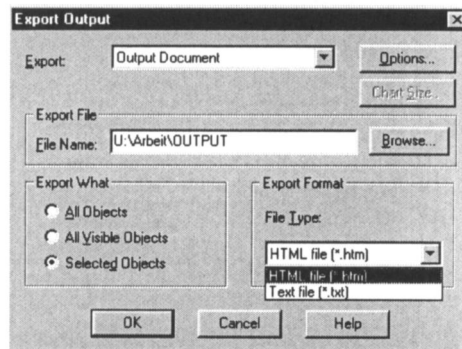 Export Output
Export:
Output Document
Options...
Chart Size...
Export File
File Name:
U:\Arbeit\OUTPUT
Browse...
Export What
All Objects
All Visible Objects
Selected Objects
Export Format
File Type:
HTML file (*.htm)
HTML file (*.htm)
Text file (*.txt)
OK
Cancel
Help